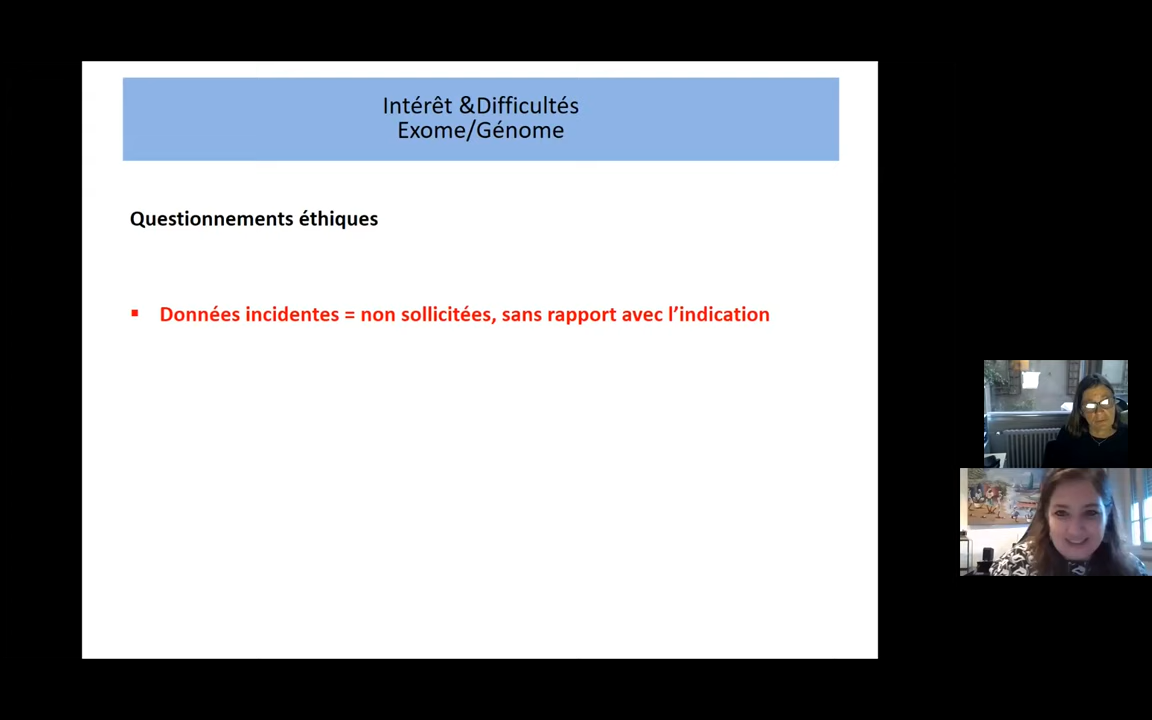 Intérêt &Difficultés
Exome/Génome
Questionnements éthiques
▪ Données incidentes = non sollicitées, sans rapport avec l’indication